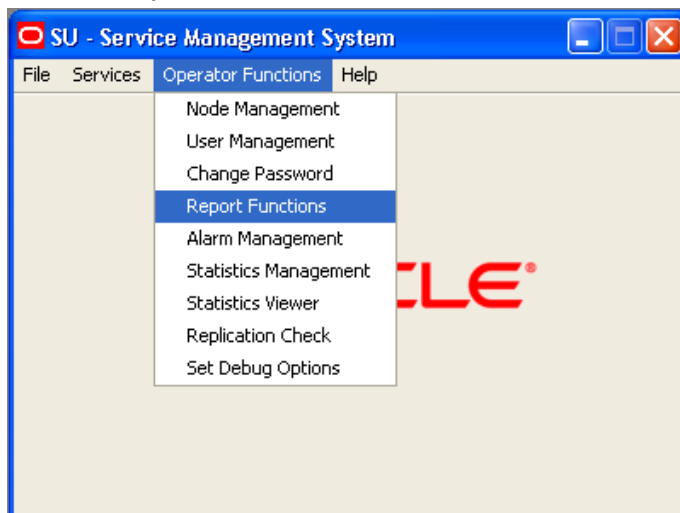 SU - Service Management System
File Services Operator Functions Help
Node Management
User Management
Change Password
Report Functions
Alarm Management
Statistics Management
Statistics Viewer
Replication Check
Set Debug Options
CLE®